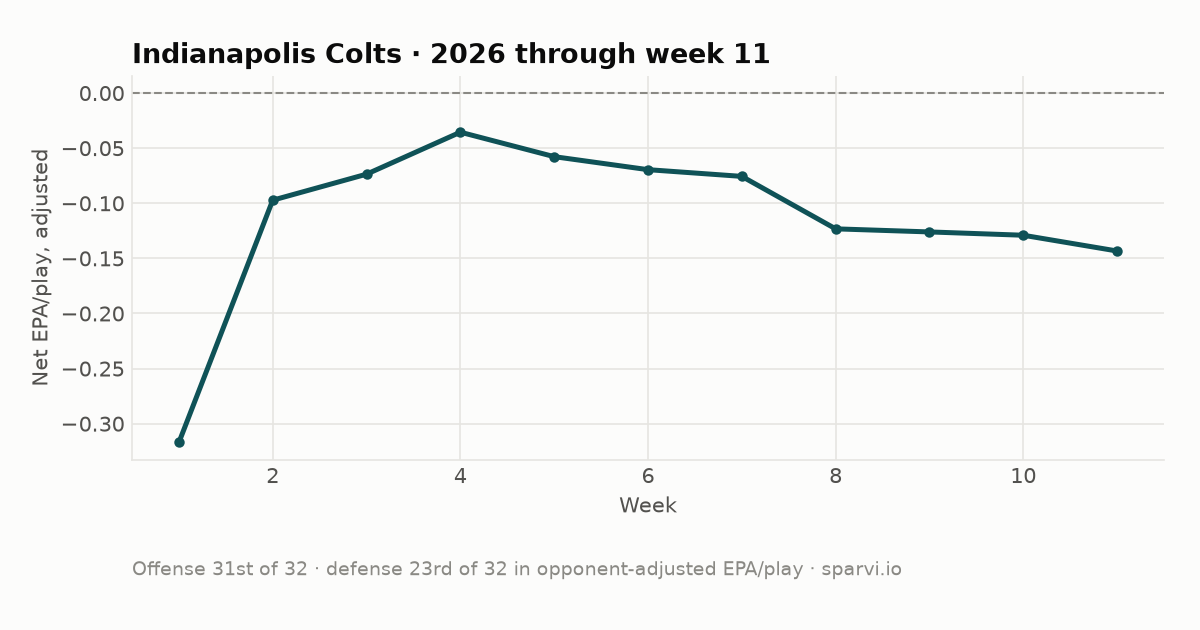 Indianapolis Colts · 2026 through week 11
0.00
−0.05
−0.10
−0.15
−0.20
−0.25
−0.30
Net EPA/play, adjusted
2 4 6 8 10
Week
Offense 31st of 32 · defense 23rd of 32 in opponent-adjusted EPA/play · sparvi.io